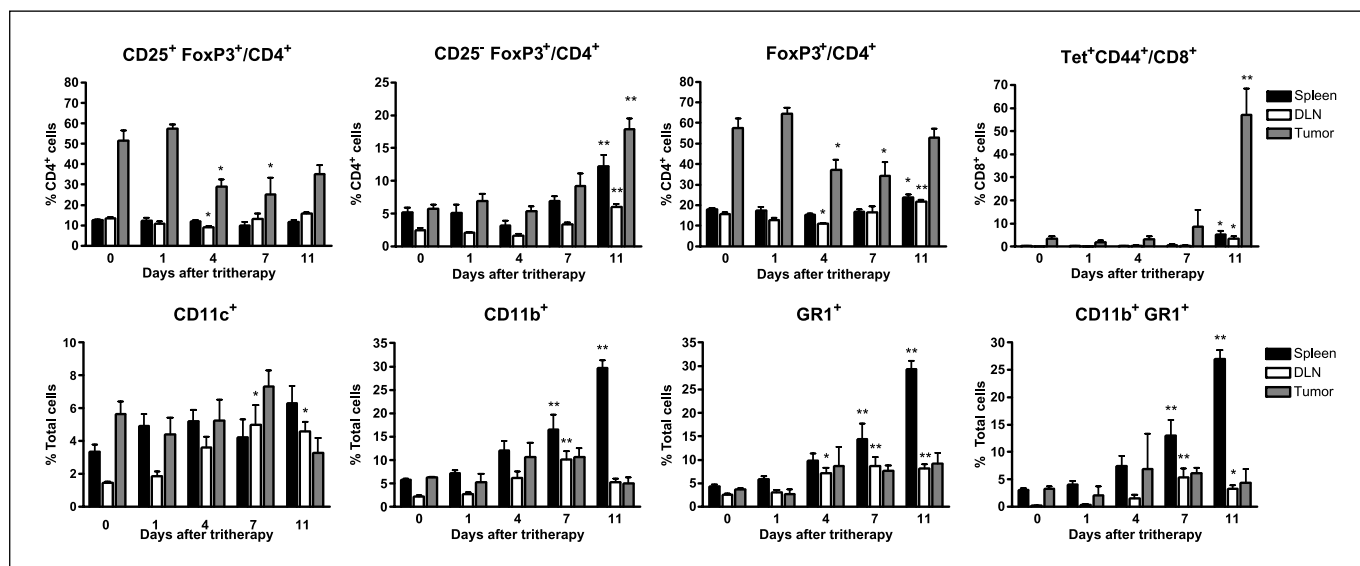 CD25⁺ FoxP3⁺/CD4⁺
% CD4⁺ cells
80
70
60
50
40
30
20
10
0
* * *
0 1 4 7 11
Days after tritherapy
CD25⁻ FoxP3⁺/CD4⁺
% CD4⁺ cells
25
20
15
10
5
0
** ** **
0 1 4 7 11
Days after tritherapy
FoxP3⁺/CD4⁺
% CD4⁺ cells
80
70
60
50
40
30
20
10
0
* * * * **
0 1 4 7 11
Days after tritherapy
Tet⁺CD44⁺/CD8⁺
% CD8⁺ cells
70
60
50
40
30
20
10
0
* * **
0 1 4 7 11
Days after tritherapy
Spleen
DLN
Tumor
CD11c⁺
% Total cells
10
8
6
4
2
0
* *
0 1 4 7 11
Days after tritherapy
CD11b⁺
% Total cells
35
30
25
20
15
10
5
0
** ** **
0 1 4 7 11
Days after tritherapy
GR1⁺
% Total cells
35
30
25
20
15
10
5
0
* ** ** ** **
0 1 4 7 11
Days after tritherapy
CD11b⁺ GR1⁺
% Total cells
30
25
20
15
10
5
0
** ** ** *
0 1 4 7 11
Days after tritherapy
Spleen
DLN
Tumor